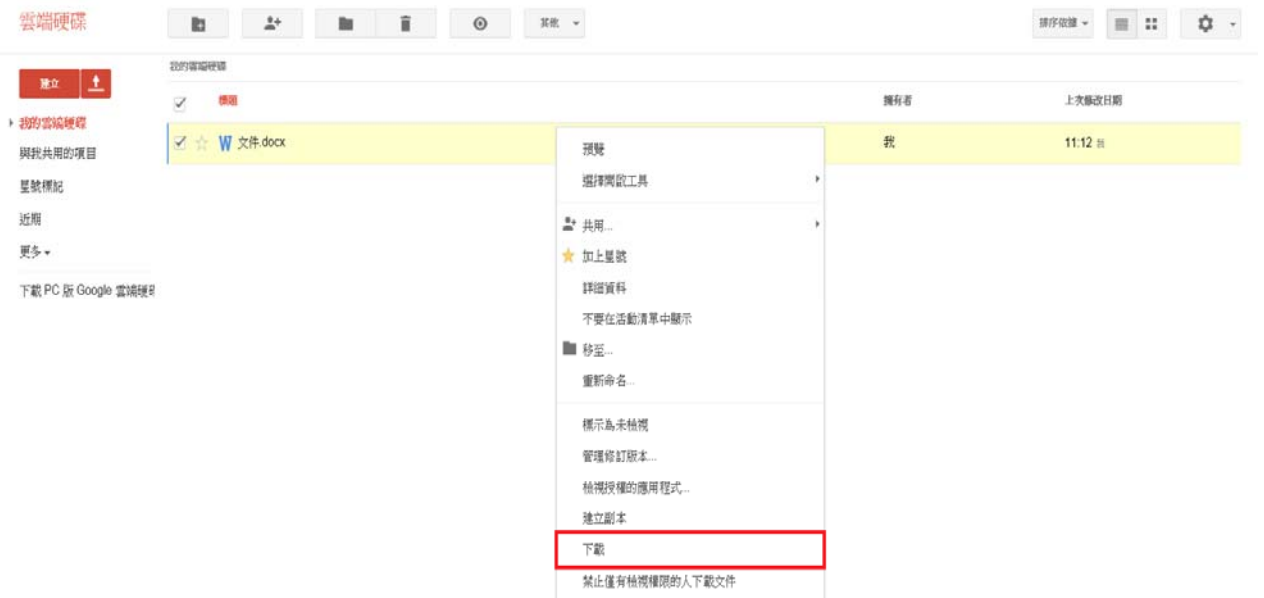 雲端硬碟
其他
排序依據
我的雲端硬碟
建立
標題
擁有者
上次修改日期
我的雲端硬碟
文件.docx
我
11:12 我
與我共用的項目
星號標記
近期
更多
下載 PC 版 Google 雲端硬碟
預覽
選擇開啟工具
共用...
加上星號
詳細資料
不要在活動清單中顯示
移至...
重新命名...
標示為未檢視
管理修訂版本...
檢視授權的應用程式...
建立副本
下載
禁止僅有檢視權限的人下載文件